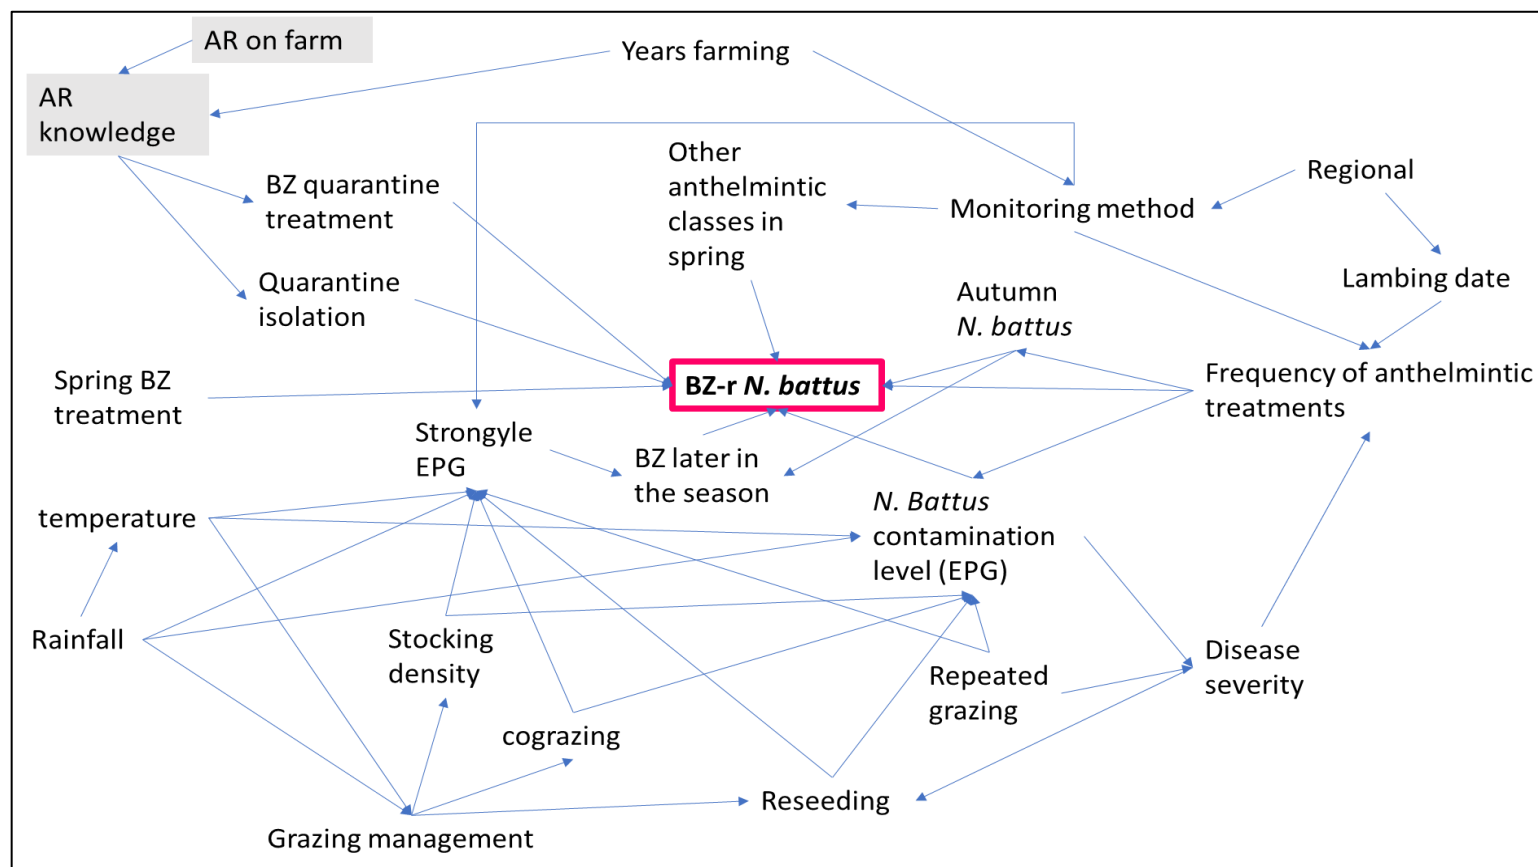 AR on farm
Years farming
AR
knowledge
Other
anthelmintic
classes in
spring
Regional
BZ quarantine
treatment
Monitoring method
Quarantine
isolation
Autumn
N. battus
Lambing date
Spring BZ
treatment
BZ-r N. battus
Frequency of anthelmintic
treatments
Strongyle
EPG
BZ later in
the season
N. Battus
contamination
level (EPG)
temperature
Rainfall
Stocking
density
Repeated
grazing
Disease
severity
cograzing
Reseeding
Grazing management